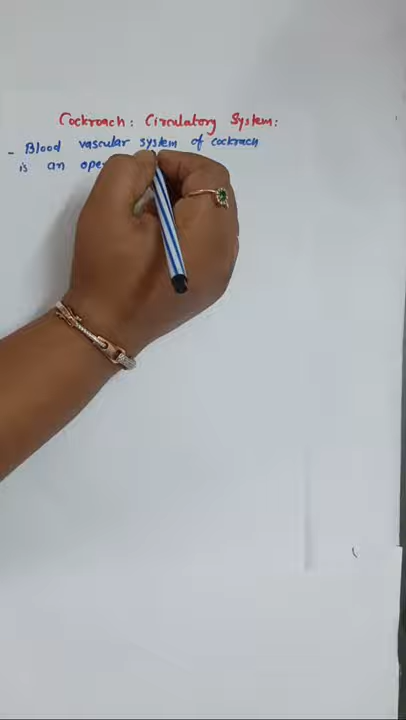 Cockroach: Circulatory System:
- Blood vascular system of cockroach
is an ope